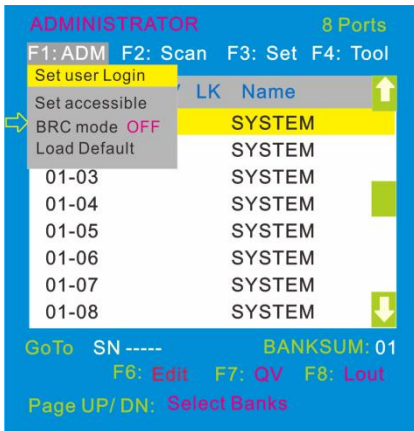 ADMINISTRATOR 8 Ports
F1: ADM F2: Scan F3: Set F4: Tool
Set user Login
LK Name
Set accessible
BRC mode OFF SYSTEM
Load Default SYSTEM
01-03 SYSTEM
01-04 SYSTEM
01-05 SYSTEM
01-06 SYSTEM
01-07 SYSTEM
01-08 SYSTEM
GoTo SN ----- BANKSUM: 01
F6: Edit F7: QV F8: Lout
Page UP/ DN: Select Banks